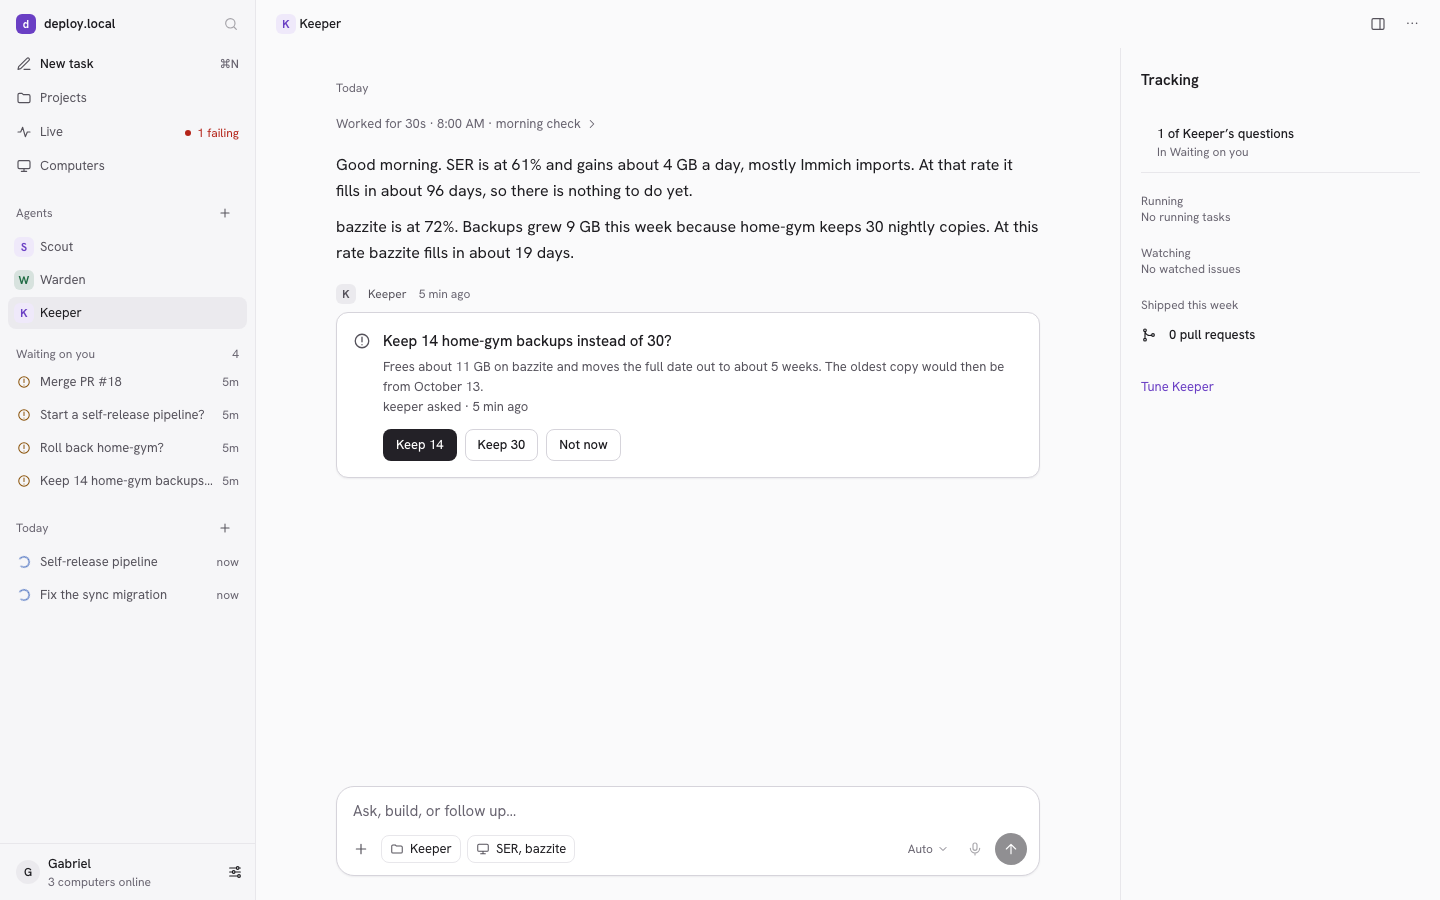 d deploy.local
New task ⌘N
Projects
Live 1 failing
Computers
Agents
S Scout
W Warden
K Keeper
Waiting on you 4
Merge PR #18 5m
Start a self-release pipeline? 5m
Roll back home-gym? 5m
Keep 14 home-gym backups... 5m
Today
Self-release pipeline now
Fix the sync migration now
G Gabriel
3 computers online
K Keeper
Today
Worked for 30s · 8:00 AM · morning check
Good morning. SER is at 61% and gains about 4 GB a day, mostly Immich imports. At that rate it
fills in about 96 days, so there is nothing to do yet.
bazzite is at 72%. Backups grew 9 GB this week because home-gym keeps 30 nightly copies. At this
rate bazzite fills in about 19 days.
K Keeper 5 min ago
Keep 14 home-gym backups instead of 30?
Frees about 11 GB on bazzite and moves the full date out to about 5 weeks. The oldest copy would then be
from October 13.
keeper asked · 5 min ago
Keep 14 Keep 30 Not now
Ask, build, or follow up...
Keeper SER, bazzite Auto
Tracking
1 of Keeper’s questions
In Waiting on you
Running
No running tasks
Watching
No watched issues
Shipped this week
0 pull requests
Tune Keeper